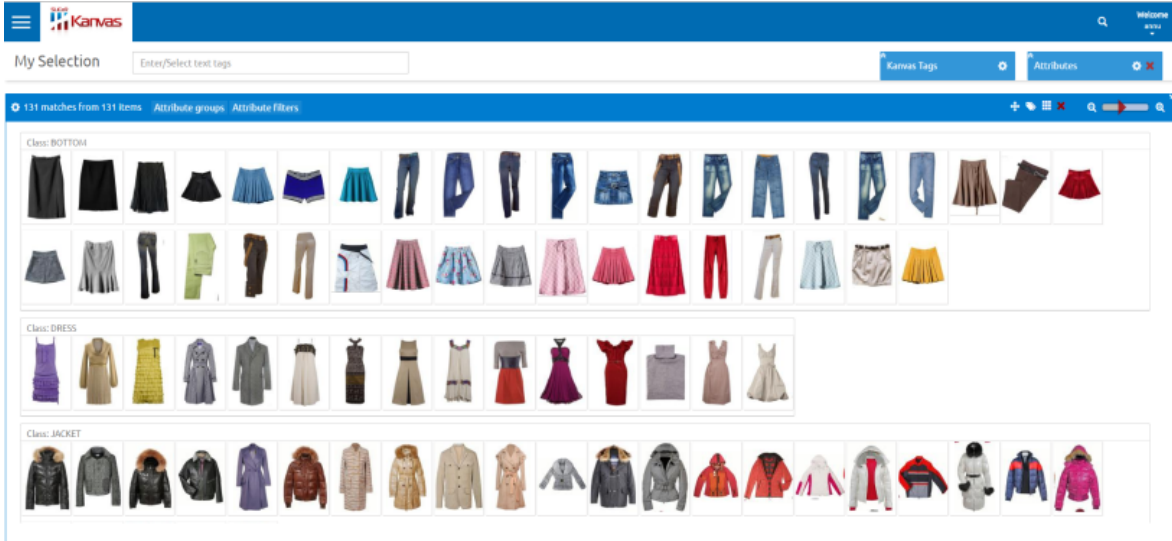 Kanvas
Welcome
annu
My Selection
Enter/Select text tags
Kanvas Tags
Attributes
131 matches from 131 Items Attribute groups Attribute filters
Class: BOTTOM
Class: DRESS
Class: JACKET